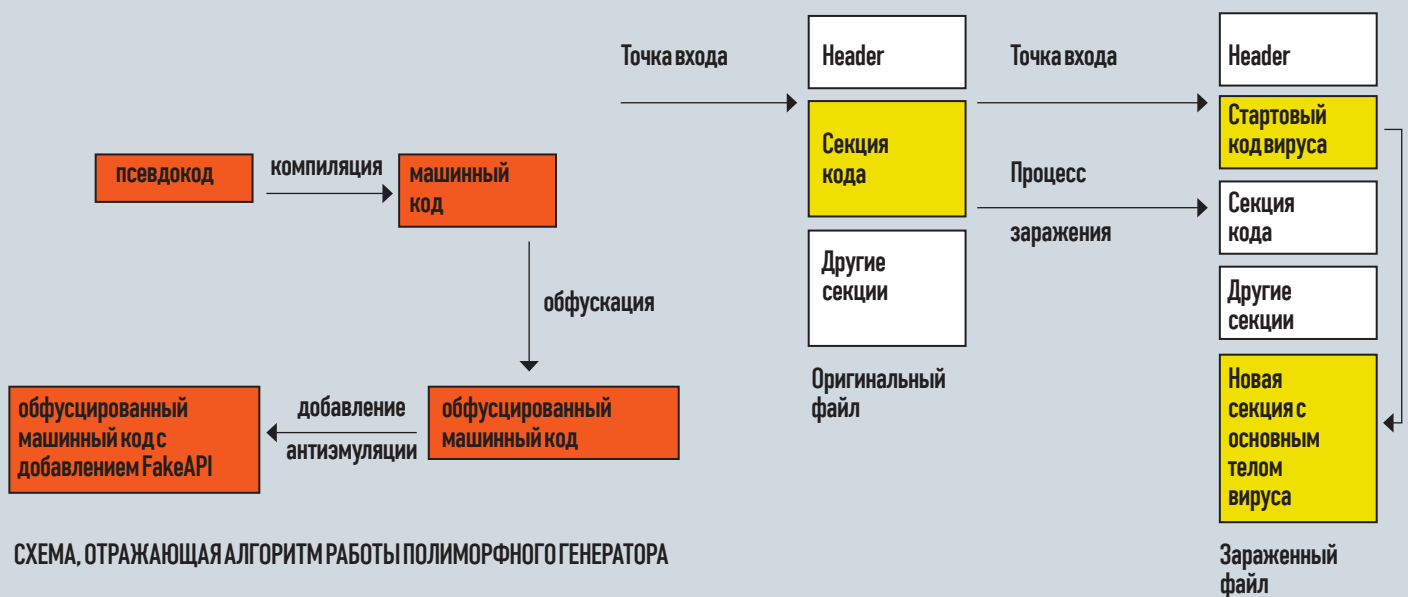 псевдокод
компиляция
машинный
код
обфускация
обфусцированный
машинный код
добавление
антиэмуляции
обфусцированный
машинный код с
добавлением FakeAPI
СХЕМА, ОТРАЖАЮЩАЯ АЛГОРИТМ РАБОТЫ ПОЛИМОРФНОГО ГЕНЕРАТОРА
Точка входа
Header
Секция
кода
Другие
секции
Оригинальный
файл
Точка входа
Процесс
заражения
Header
Стартовый
код вируса
Секция
кода
Другие
секции
Новая
секция с
основным
телом
вируса
Зараженный
файл